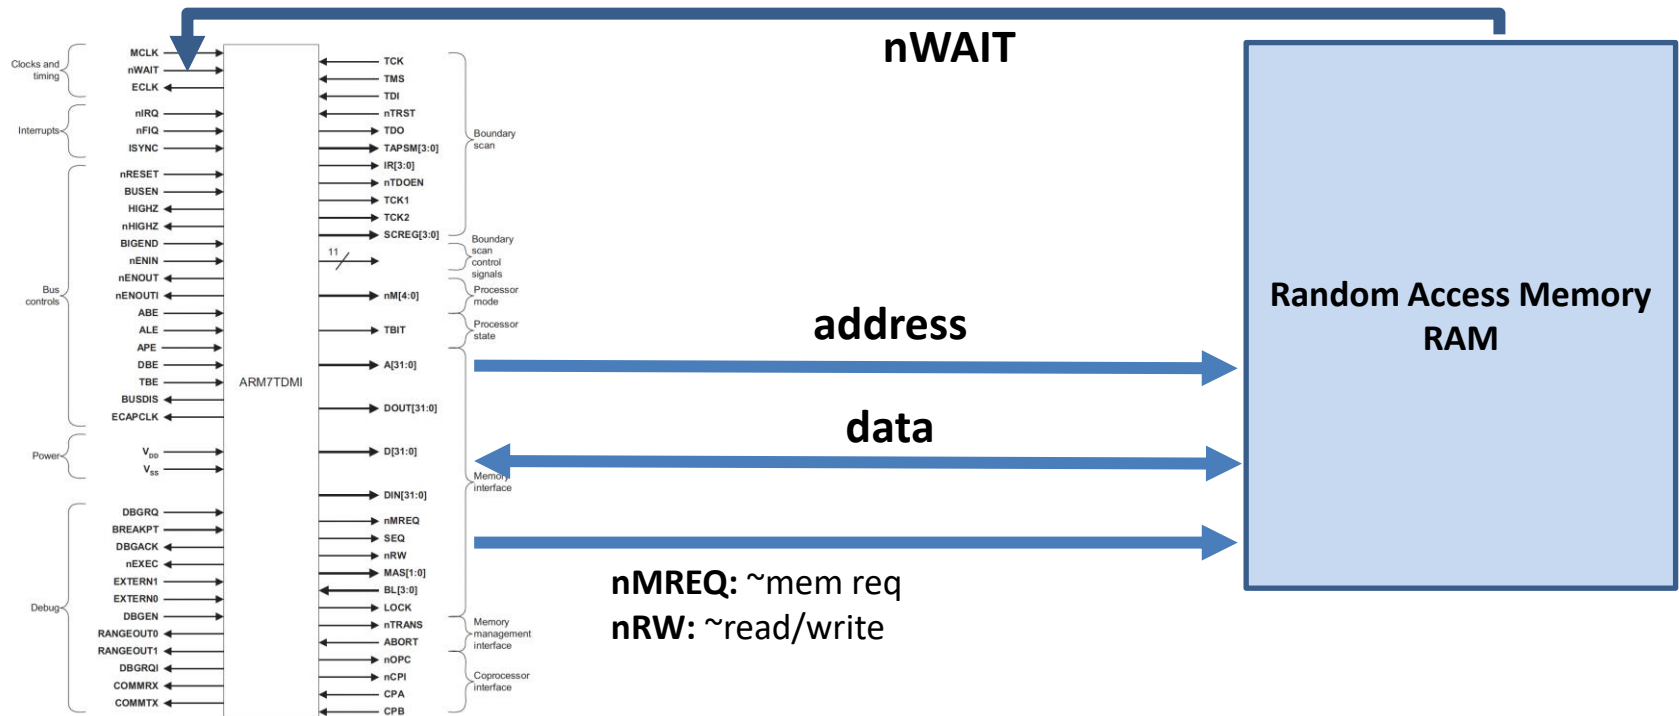 nWAIT
Clocks and
timing
MCLK
nWAIT
ECLK
Interrupts
nIRQ
nFIQ
ISYNC
Bus
controls
nRESET
BUSEN
HIGHZ
nHIGHZ
BIGEND
nENIN
nENOUT
nENOUTI
ABE
ALE
APE
DBE
TBE
BUSDIS
ECAPCLK
Power
VDD
VSS
Debug
DBGRQ
BREAKPT
DBGACK
nEXEC
EXTERN1
EXTERN0
DBGEN
RANGEOUT0
RANGEOUT1
DBGRQI
COMMRX
COMMTX
ARM7TDMI
TCK
TMS
TDI
nTRST
TDO
TAPSM[3:0]
IR[3:0]
nTDOEN
TCK1
TCK2
SCREG[3:0]
Boundary
scan
11
Boundary
scan
control
signals
nM[4:0]
Processor
mode
TBIT
Processor
state
A[31:0]
DOUT[31:0]
D[31:0]
DIN[31:0]
nMREQ
SEQ
nRW
MAS[1:0]
BL[3:0]
LOCK
Memory
interface
nTRANS
ABORT
Memory
management
interface
nOPC
nCPI
CPA
CPB
Coprocessor
interface
address
data
nMREQ: ~mem req
nRW: ~read/write
Random Access Memory
RAM